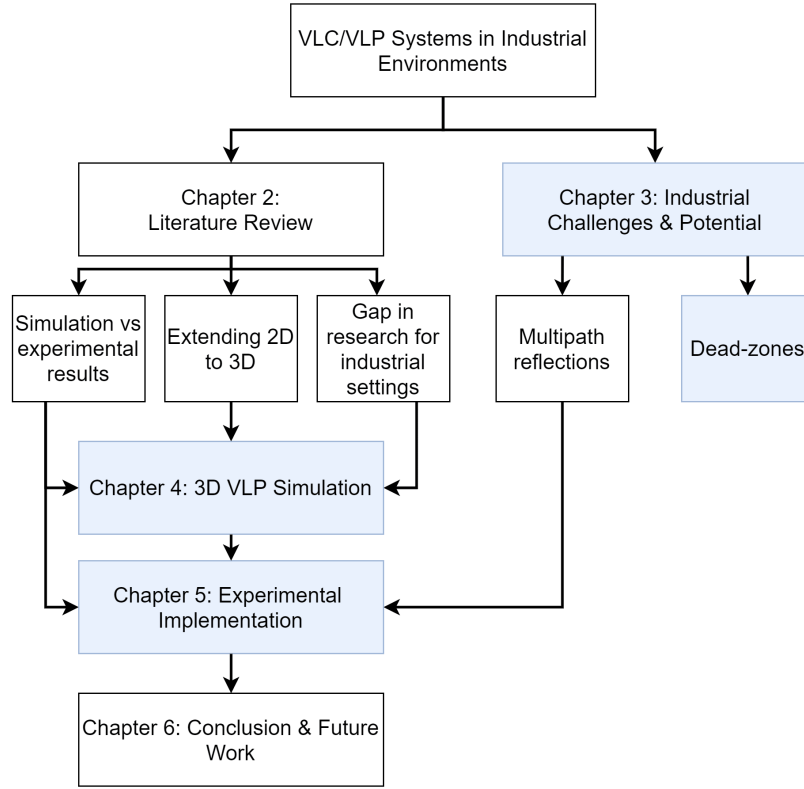 VLC/VLP Systems in Industrial
Environments
Chapter 2:
Literature Review
Chapter 3: Industrial
Challenges & Potential
Simulation vs
experimental
results
Extending 2D
to 3D
Gap in
research for
industrial
settings
Multipath
reflections
Dead-zones
Chapter 4: 3D VLP Simulation
Chapter 5: Experimental
Implementation
Chapter 6: Conclusion & Future
Work